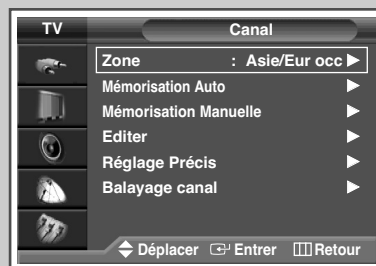 TV Canal
Zone : Asie/Eur occ
Mémorisation Auto
Mémorisation Manuelle
Editer
Réglage Précis
Balayage canal
Déplacer Entrer Retour